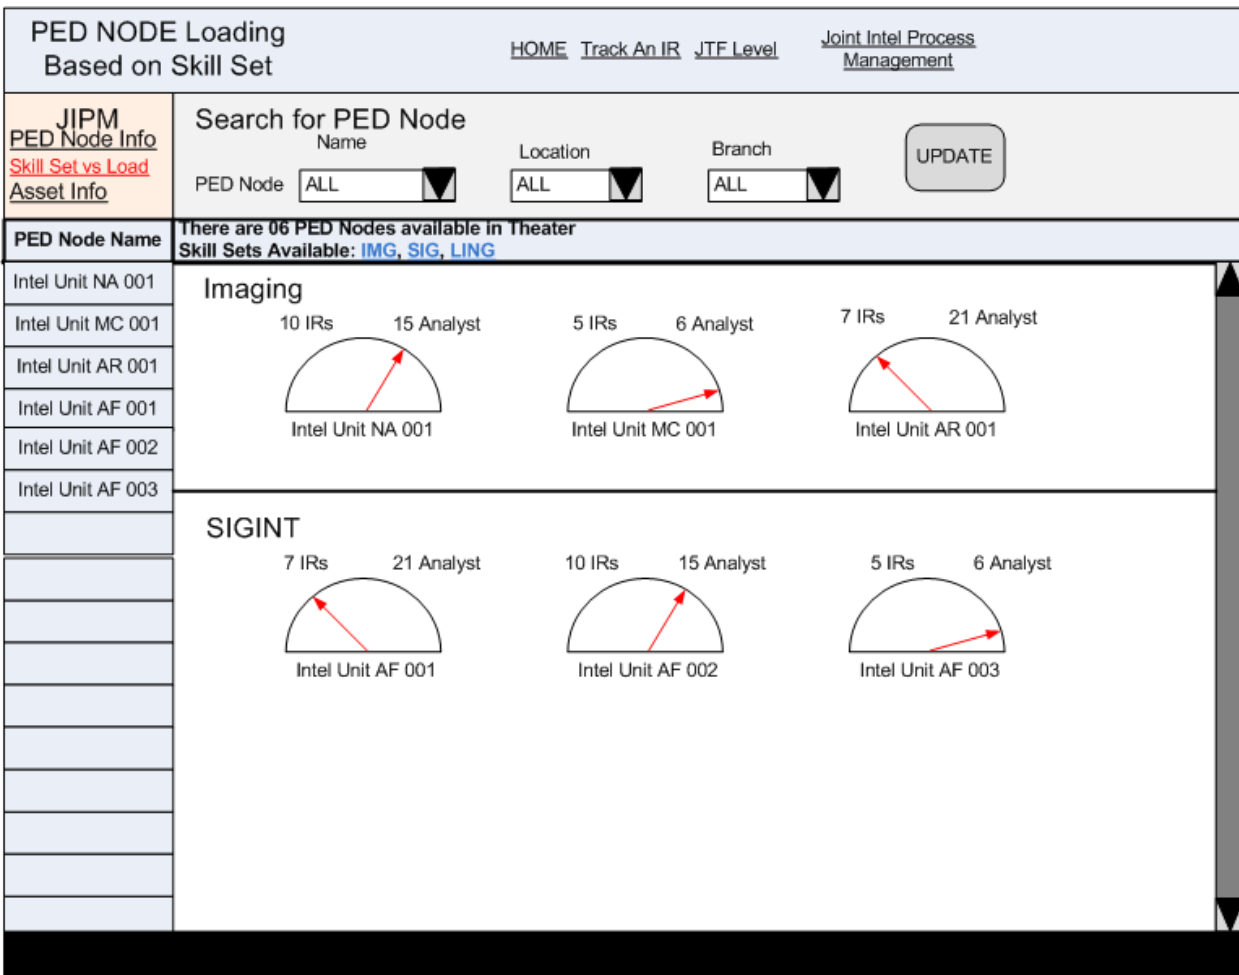 PED NODE Loading
Based on Skill Set
HOME Track An IR JTF Level
Joint Intel Process
Management
JIPM
PED Node Info
Skill Set vs Load
Asset Info
Search for PED Node
Name
Location
Branch
PED Node ALL
ALL
ALL
UPDATE
PED Node Name
There are 06 PED Nodes available in Theater
Skill Sets Available: IMG, SIG, LING
Intel Unit NA 001
Intel Unit MC 001
Intel Unit AR 001
Intel Unit AF 001
Intel Unit AF 002
Intel Unit AF 003
Imaging
10 IRs 15 Analyst
Intel Unit NA 001
5 IRs 6 Analyst
Intel Unit MC 001
7 IRs 21 Analyst
Intel Unit AR 001
SIGINT
7 IRs 21 Analyst
Intel Unit AF 001
10 IRs 15 Analyst
Intel Unit AF 002
5 IRs 6 Analyst
Intel Unit AF 003